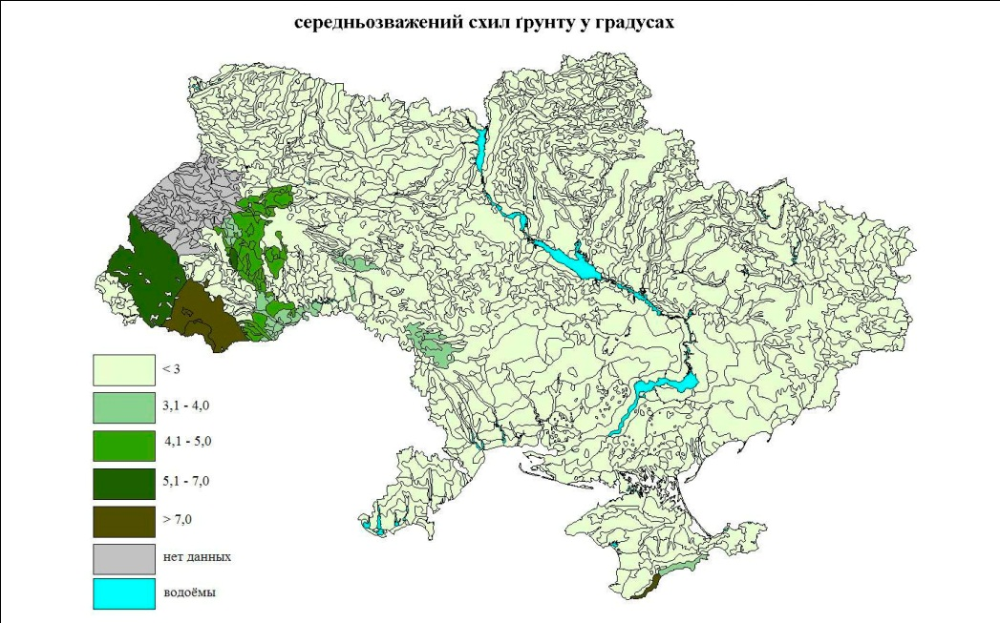 середньозважений схил ґрунту у градусах
< 3
3,1 - 4,0
4,1 - 5,0
5,1 - 7,0
> 7,0
нет данных
водоёмы